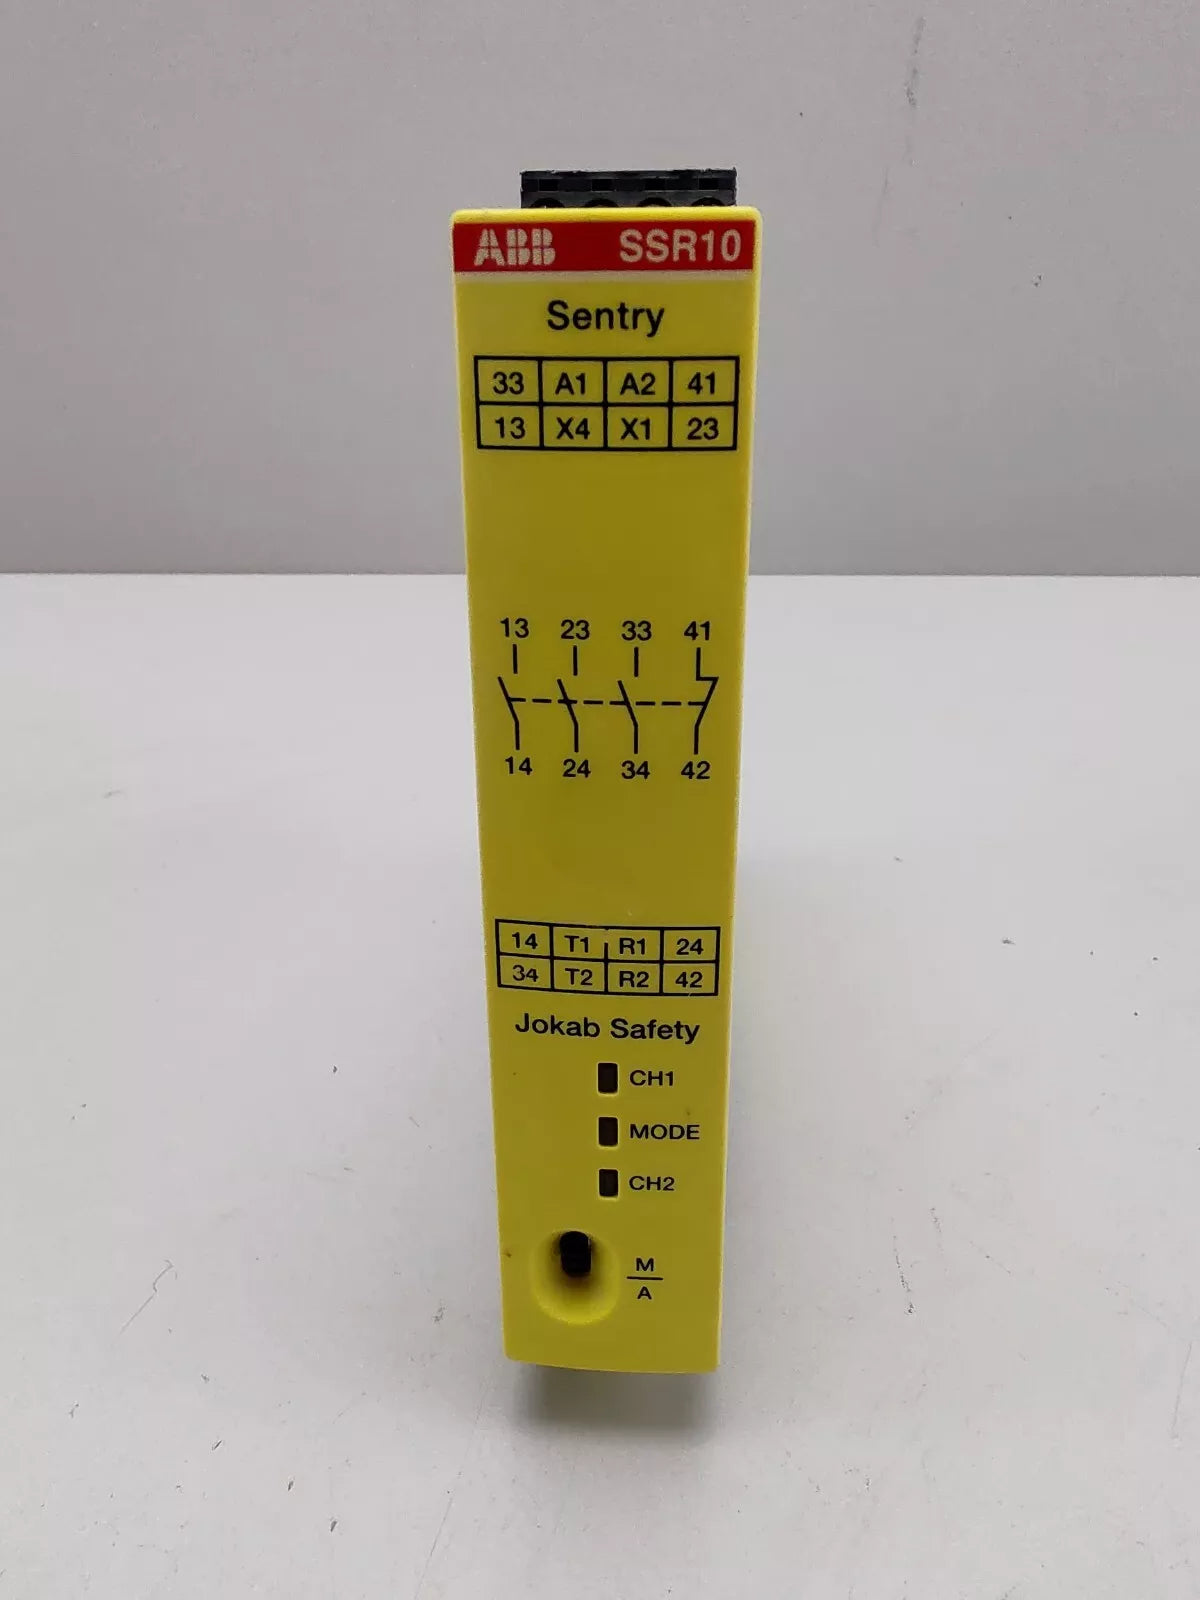 ABB SSR10
Sentry
33 A1 A2 41
13 X4 X1 23
13 23 33 41
14 24 34 42
14 T1 R1 24
34 T2 R2 42
Jokab Safety
CH1
MODE
CH2
M
A